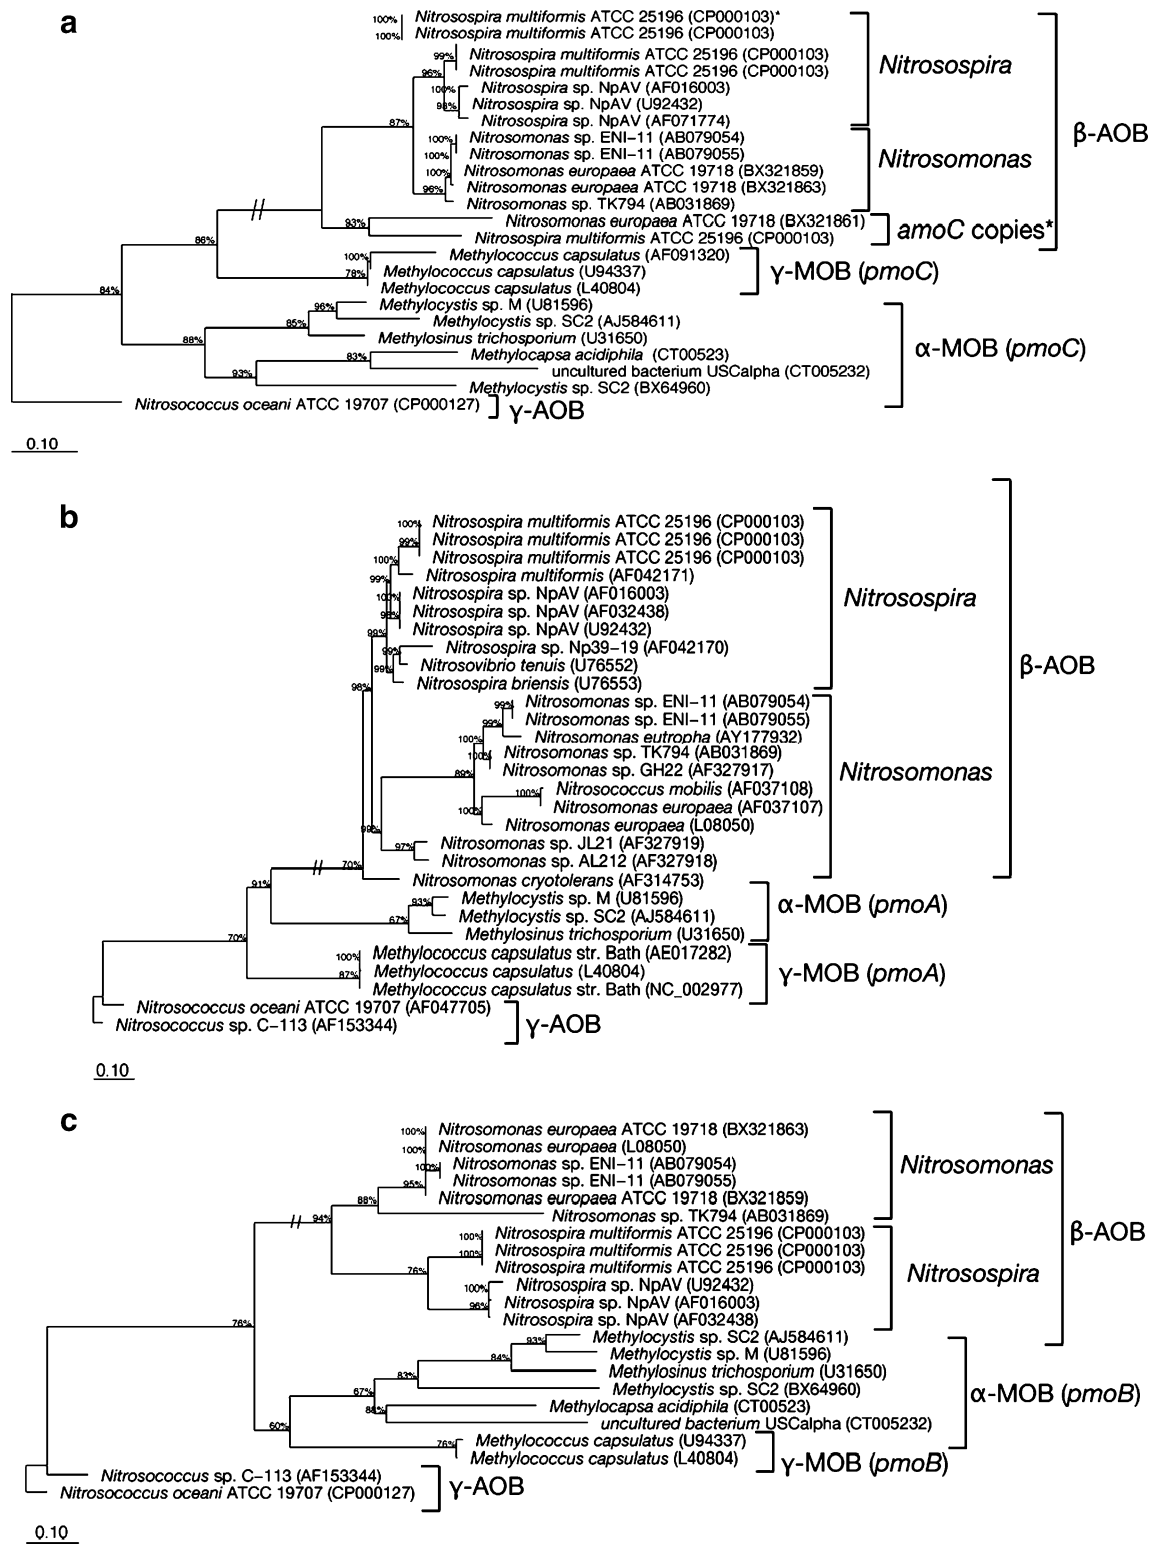 a
100% Nitrosospira multiformis ATCC 25196 (CP000103)*
100% Nitrosospira multiformis ATCC 25196 (CP000103)
99% Nitrosospira multiformis ATCC 25196 (CP000103)
Nitrosospira
96% Nitrosospira multiformis ATCC 25196 (CP000103)
100% Nitrosospira sp. NpAV (AF016003)
98% Nitrosospira sp. NpAV (U92432)
87% Nitrosospira sp. NpAV (AF071774)
β-AOB
100% Nitrosomonas sp. ENI-11 (AB079054)
100% Nitrosomonas sp. ENI-11 (AB079055)
Nitrosomonas
100% Nitrosomonas europaea ATCC 19718 (BX321859)
96% Nitrosomonas europaea ATCC 19718 (BX321863)
Nitrosomonas sp. TK794 (AB031869)
93% Nitrosomonas europaea ATCC 19718 (BX321861)
amoC copies*
86% Nitrosospira multiformis ATCC 25196 (CP000103)
100% Methylococcus capsulatus (AF091320)
78% Methylococcus capsulatus (U94337)
γ-MOB (pmoC)
84% Methylococcus capsulatus (L40804)
96% Methylocystis sp. M (U81596)
85% Methylocystis sp. SC2 (AJ584611)
88% Methylosinus trichosporium (U31650)
α-MOB (pmoC)
83% Methylocapsa acidiphila (CT00523)
93% uncultured bacterium USCalpha (CT005232)
Methylocystis sp. SC2 (BX64960)
Nitrosococcus oceani ATCC 19707 (CP000127)
γ-AOB
0.10
b
100% Nitrosospira multiformis ATCC 25196 (CP000103)
99% Nitrosospira multiformis ATCC 25196 (CP000103)
100% Nitrosospira multiformis ATCC 25196 (CP000103)
99% Nitrosospira multiformis (AF042171)
100% Nitrosospira sp. NpAV (AF016003)
Nitrosospira
Nitrosospira sp. NpAV (AF032438)
99% Nitrosospira sp. NpAV (U92432)
99% Nitrosospira sp. Np39-19 (AF042170)
99% Nitrosovibrio tenuis (U76552)
β-AOB
98% Nitrosospira briensis (U76553)
99% Nitrosomonas sp. ENI-11 (AB079054)
99% Nitrosomonas sp. ENI-11 (AB079055)
100% Nitrosomonas eutropha (AY177932)
100% Nitrosomonas sp. TK794 (AB031869)
89% Nitrosomonas sp. GH22 (AF327917)
Nitrosomonas
100% Nitrosococcus mobilis (AF037108)
100% Nitrosomonas europaea (AF037107)
99% Nitrosomonas europaea (L08050)
97% Nitrosomonas sp. JL21 (AF327919)
70% Nitrosomonas sp. AL212 (AF327918)
91% Nitrosomonas cryotolerans (AF314753)
93% Methylocystis sp. M (U81596)
α-MOB (pmoA)
67% Methylocystis sp. SC2 (AJ584611)
70% Methylosinus trichosporium (U31650)
100% Methylococcus capsulatus str. Bath (AE017282)
87% Methylococcus capsulatus (L40804)
γ-MOB (pmoA)
Methylococcus capsulatus str. Bath (NC_002977)
Nitrosococcus oceani ATCC 19707 (AF047705)
Nitrosococcus sp. C-113 (AF153344)
γ-AOB
0.10
c
100% Nitrosomonas europaea ATCC 19718 (BX321863)
100% Nitrosomonas europaea (L08050)
100% Nitrosomonas sp. ENI-11 (AB079054)
Nitrosomonas
95% Nitrosomonas sp. ENI-11 (AB079055)
88% Nitrosomonas europaea ATCC 19718 (BX321859)
94% Nitrosomonas sp. TK794 (AB031869)
100% Nitrosospira multiformis ATCC 25196 (CP000103)
β-AOB
100% Nitrosospira multiformis ATCC 25196 (CP000103)
76% Nitrosospira multiformis ATCC 25196 (CP000103)
Nitrosospira
100% Nitrosospira sp. NpAV (U92432)
96% Nitrosospira sp. NpAV (AF016003)
76% Nitrosospira sp. NpAV (AF032438)
93% Methylocystis sp. SC2 (AJ584611)
84% Methylocystis sp. M (U81596)
83% Methylosinus trichosporium (U31650)
67% Methylocystis sp. SC2 (BX64960)
α-MOB (pmoB)
88% Methylocapsa acidiphila (CT00523)
60% uncultured bacterium USCalpha (CT005232)
76% Methylococcus capsulatus (U94337)
Methylococcus capsulatus (L40804)
γ-MOB (pmoB)
Nitrosococcus sp. C-113 (AF153344)
Nitrosococcus oceani ATCC 19707 (CP000127)
γ-AOB
0.10